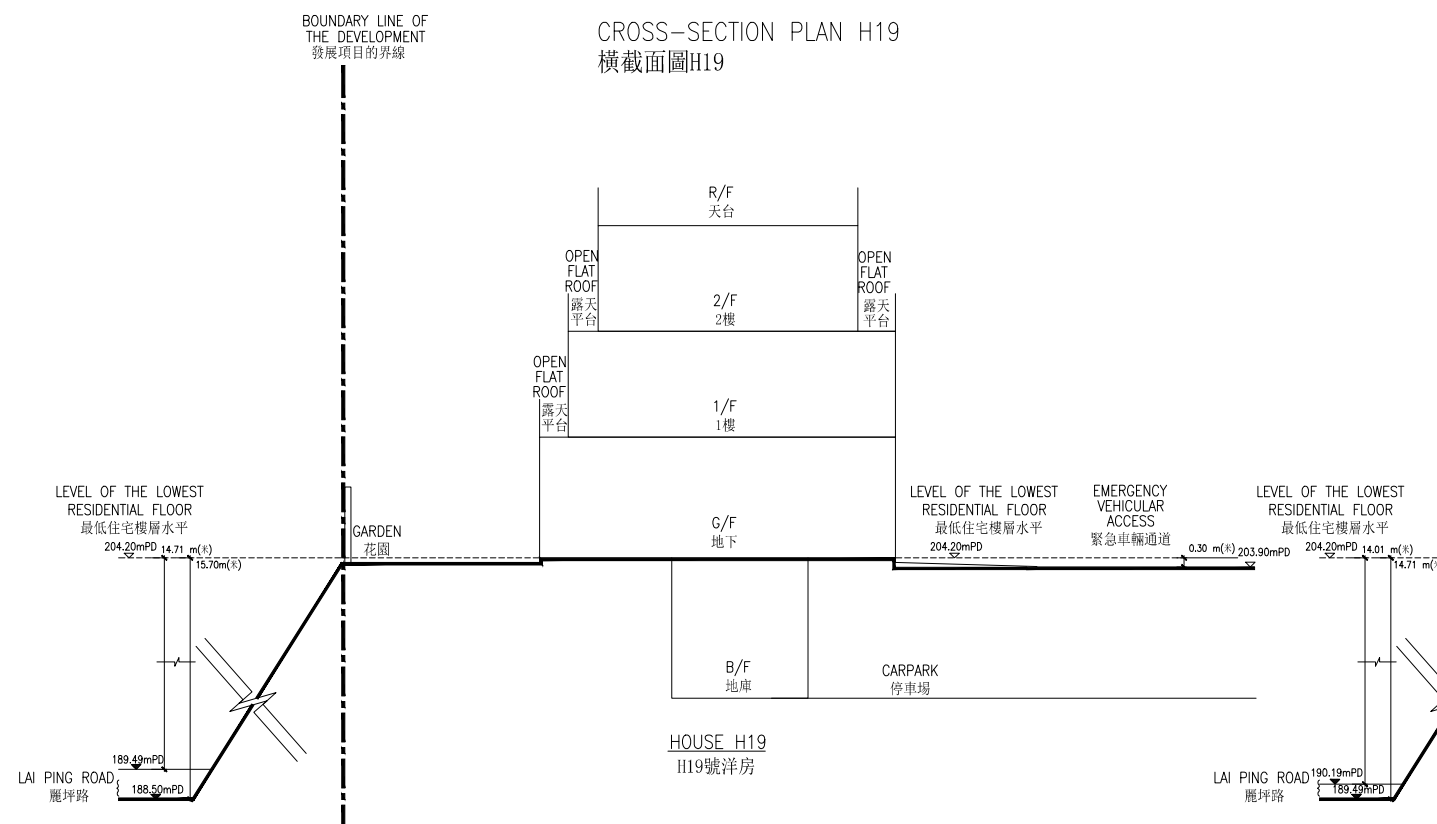 BOUNDARY LINE OF
THE DEVELOPMENT
發展項目的界線
CROSS-SECTION PLAN H19
橫截面圖H19
R/F
天台
OPEN
FLAT
ROOF
露天
平台
2/F
2樓
OPEN
FLAT
ROOF
露天
平台
OPEN
FLAT
ROOF
露天
平台
1/F
1樓
LEVEL OF THE LOWEST
RESIDENTIAL FLOOR
最低住宅樓層水平
204.20mPD
14.71 m(米)
15.70m(米)
GARDEN
花園
G/F
地下
LEVEL OF THE LOWEST
RESIDENTIAL FLOOR
最低住宅樓層水平
204.20mPD
EMERGENCY
VEHICULAR
ACCESS
緊急車輛通道
0.30 m(米)
203.90mPD
LEVEL OF THE LOWEST
RESIDENTIAL FLOOR
最低住宅樓層水平
204.20mPD
14.01 m(米)
14.71 m(
B/F
地庫
CARPARK
停車場
HOUSE H19
H19號洋房
189.49mPD
LAI PING ROAD
麗坪路
188.50mPD
190.19mPD
LAI PING ROAD
麗坪路
189.49mPD